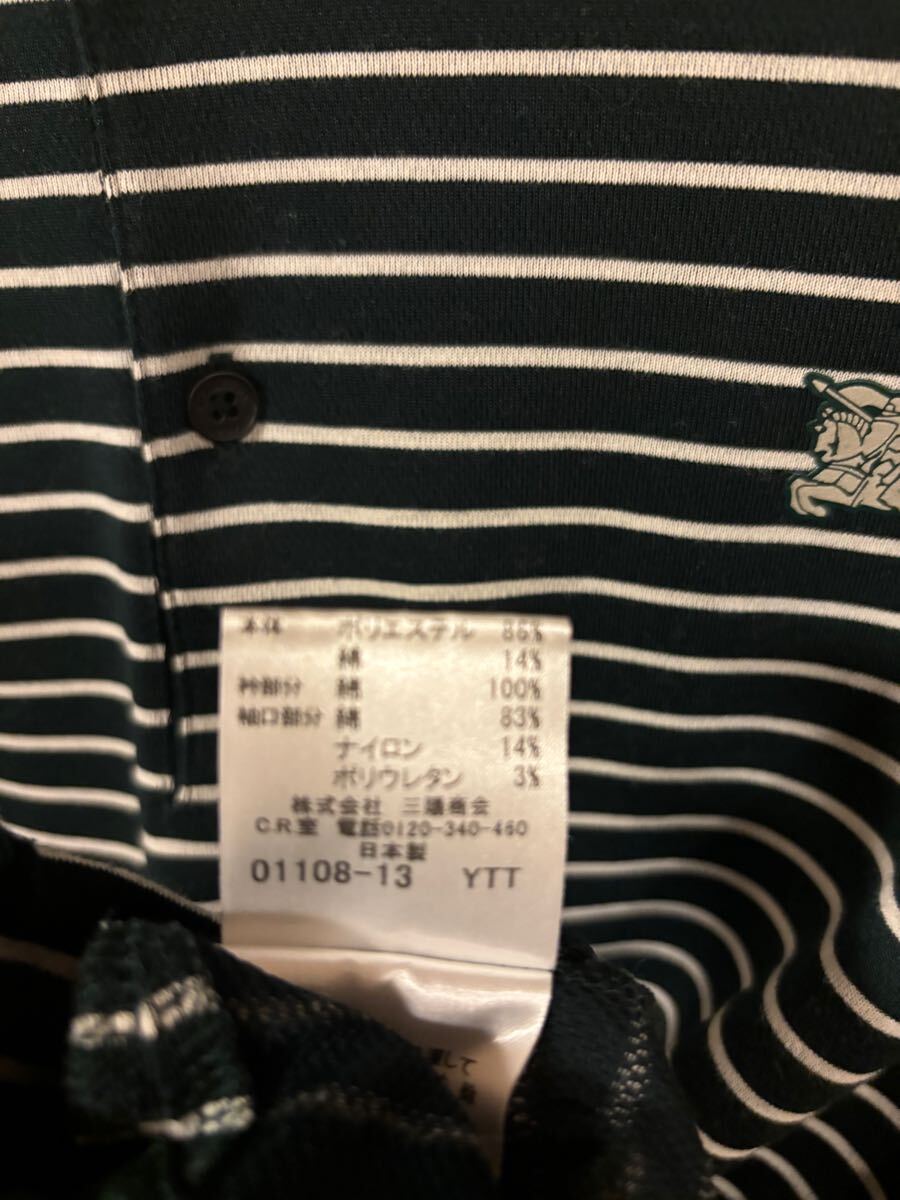 本体 ポリエステル 86%
綿 14%
衿部分 綿 100%
袖口部分 綿 83%
ナイロン 14%
ポリウレタン 3%
株式会社 三陽商会
C.R.室 電話0120-340-460
日本製
01108-13 YTT
して